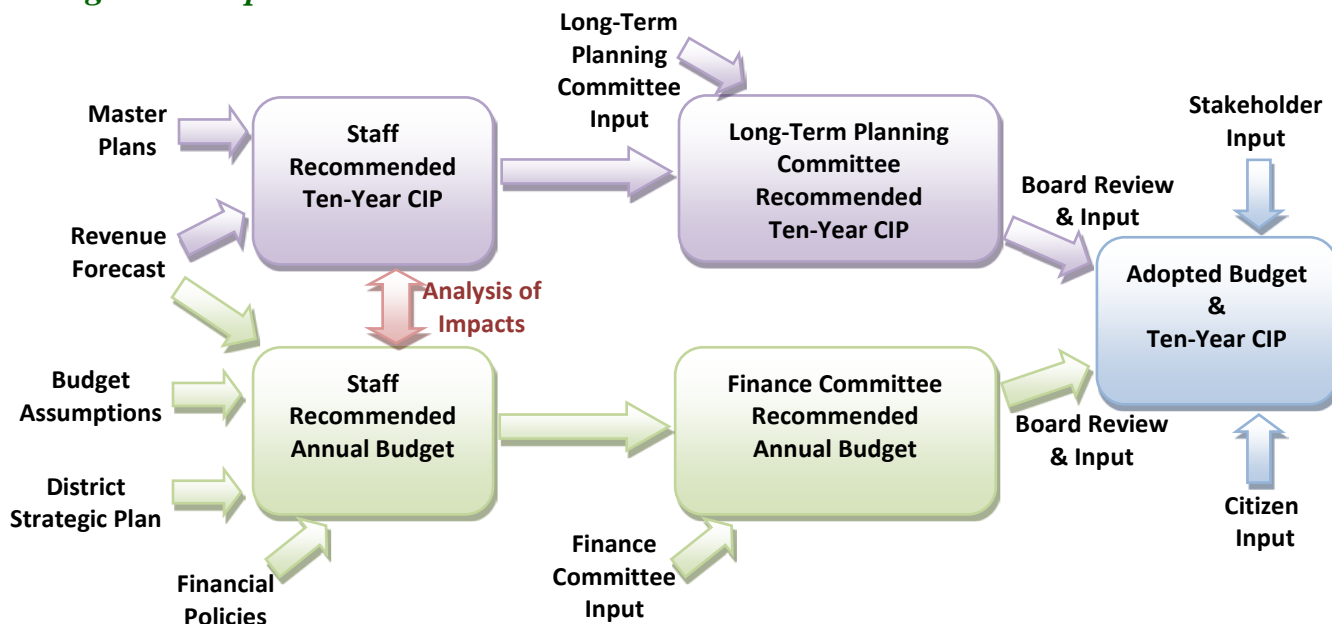 Long-Term
Planning
Committee
Input
Master
Plans
Staff
Recommended
Ten-Year CIP
Long-Term Planning
Committee
Recommended
Ten-Year CIP
Stakeholder
Input
Board Review
& Input
Revenue
Forecast
Analysis of
Impacts
Adopted Budget
&
Ten-Year CIP
Budget
Assumptions
Staff
Recommended
Annual Budget
Finance Committee
Recommended
Annual Budget
Board Review
& Input
District
Strategic Plan
Citizen
Input
Financial
Policies
Finance
Committee
Input